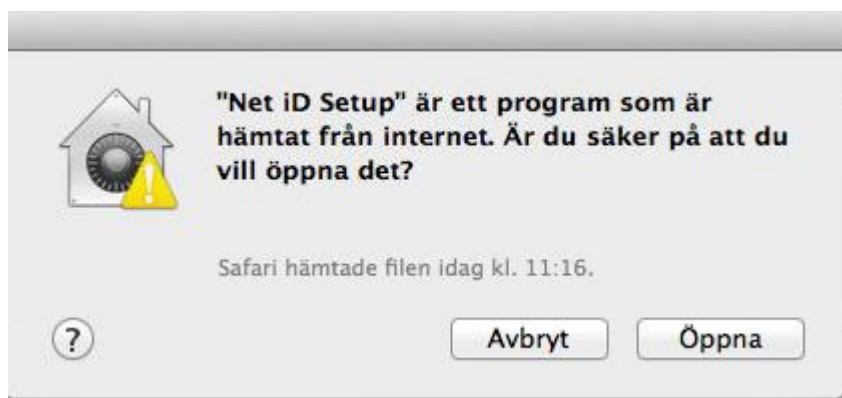 "Net iD Setup" är ett program som är
hämtat från internet. Är du säker på att du
vill öppna det?
Safari hämtade filen idag kl. 11:16.
?
Avbryt
Öppna